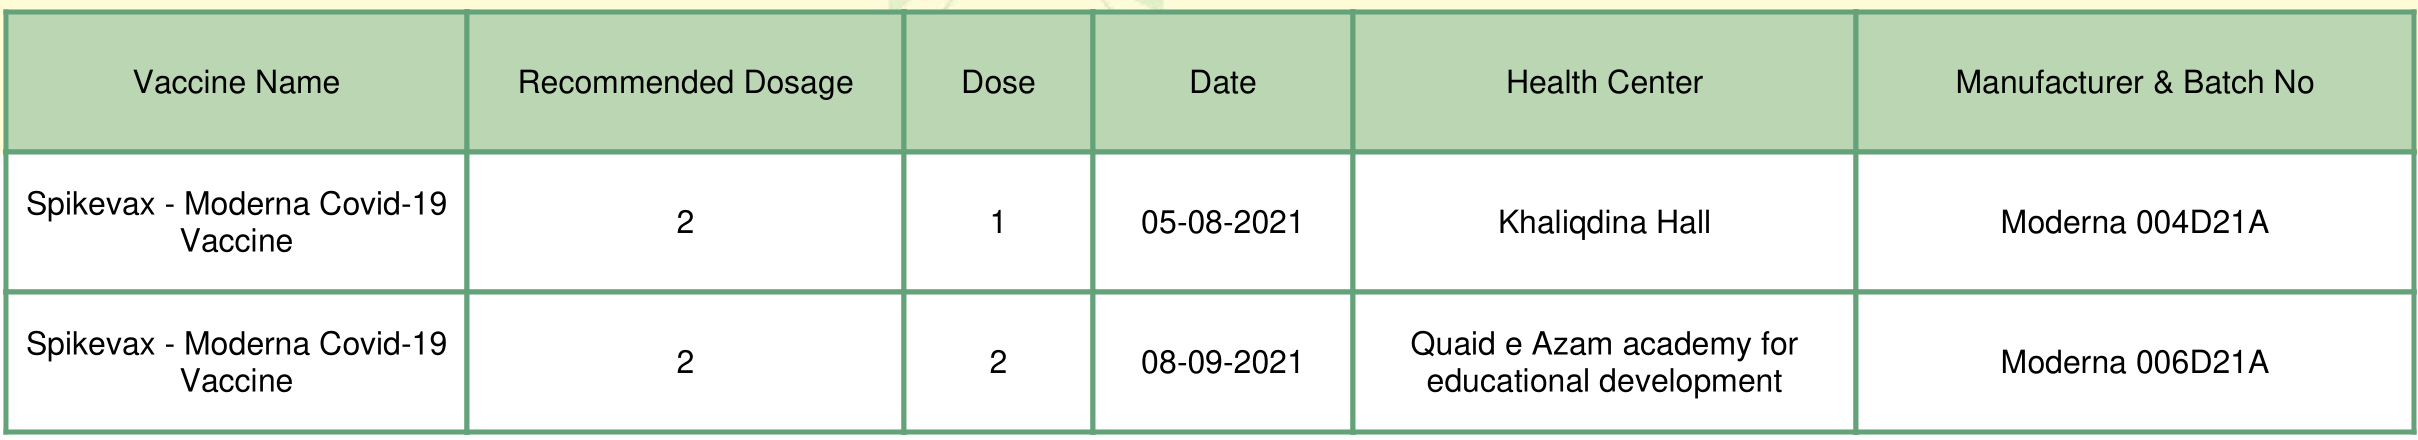 Vaccine Name Recommended Dosage Dose Date Health Center Manufacturer & Batch No
Spikevax - Moderna Covid-19
Vaccine
2 1 05-08-2021 Khaliqdina Hall Moderna 004D21A
Spikevax - Moderna Covid-19
Vaccine
2 2 08-09-2021
Quaid e Azam academy for
educational development
Moderna 006D21A